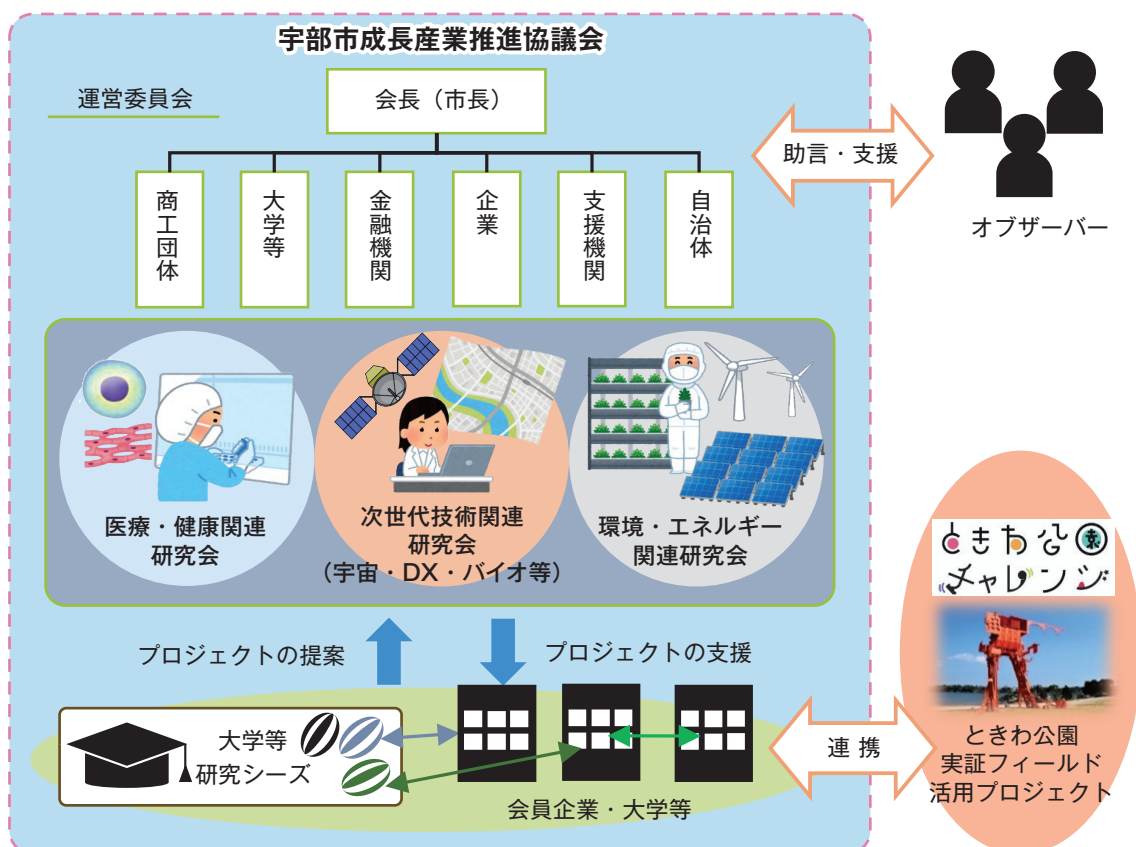 宇部市成長産業推進協議会
運営委員会
会長（市長）
助言・支援
商工団体
大学等
金融機関
企業
支援機関
自治体
オブザーバー
医療・健康関連
研究会
次世代技術関連
研究会
（宇宙・DX・バイオ等）
環境・エネルギー
関連研究会
ときわ公園
チャレンジ
プロジェクトの提案
プロジェクトの支援
大学等
研究シーズ
会員企業・大学等
連 携
ときわ公園
実証フィールド
活用プロジェクト